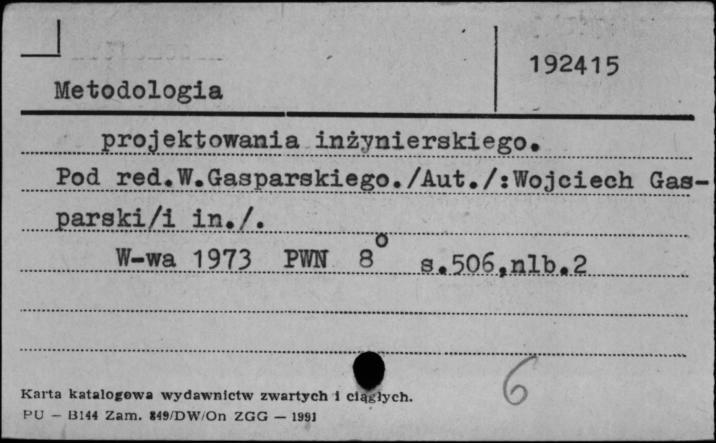 192415
Metodologia
projektowania inżynierskiego.
Pod red.W.Gasparskiego./Aut./:Wojciech Gas-
parski/i in./.
W-wa 1973 PWN 8° s.506,nlb.2
6
Karta katalogowa wydawnictw zwartych i ciągłych.
PU — B144 Zam. 849/DW/On ZGG — 1991